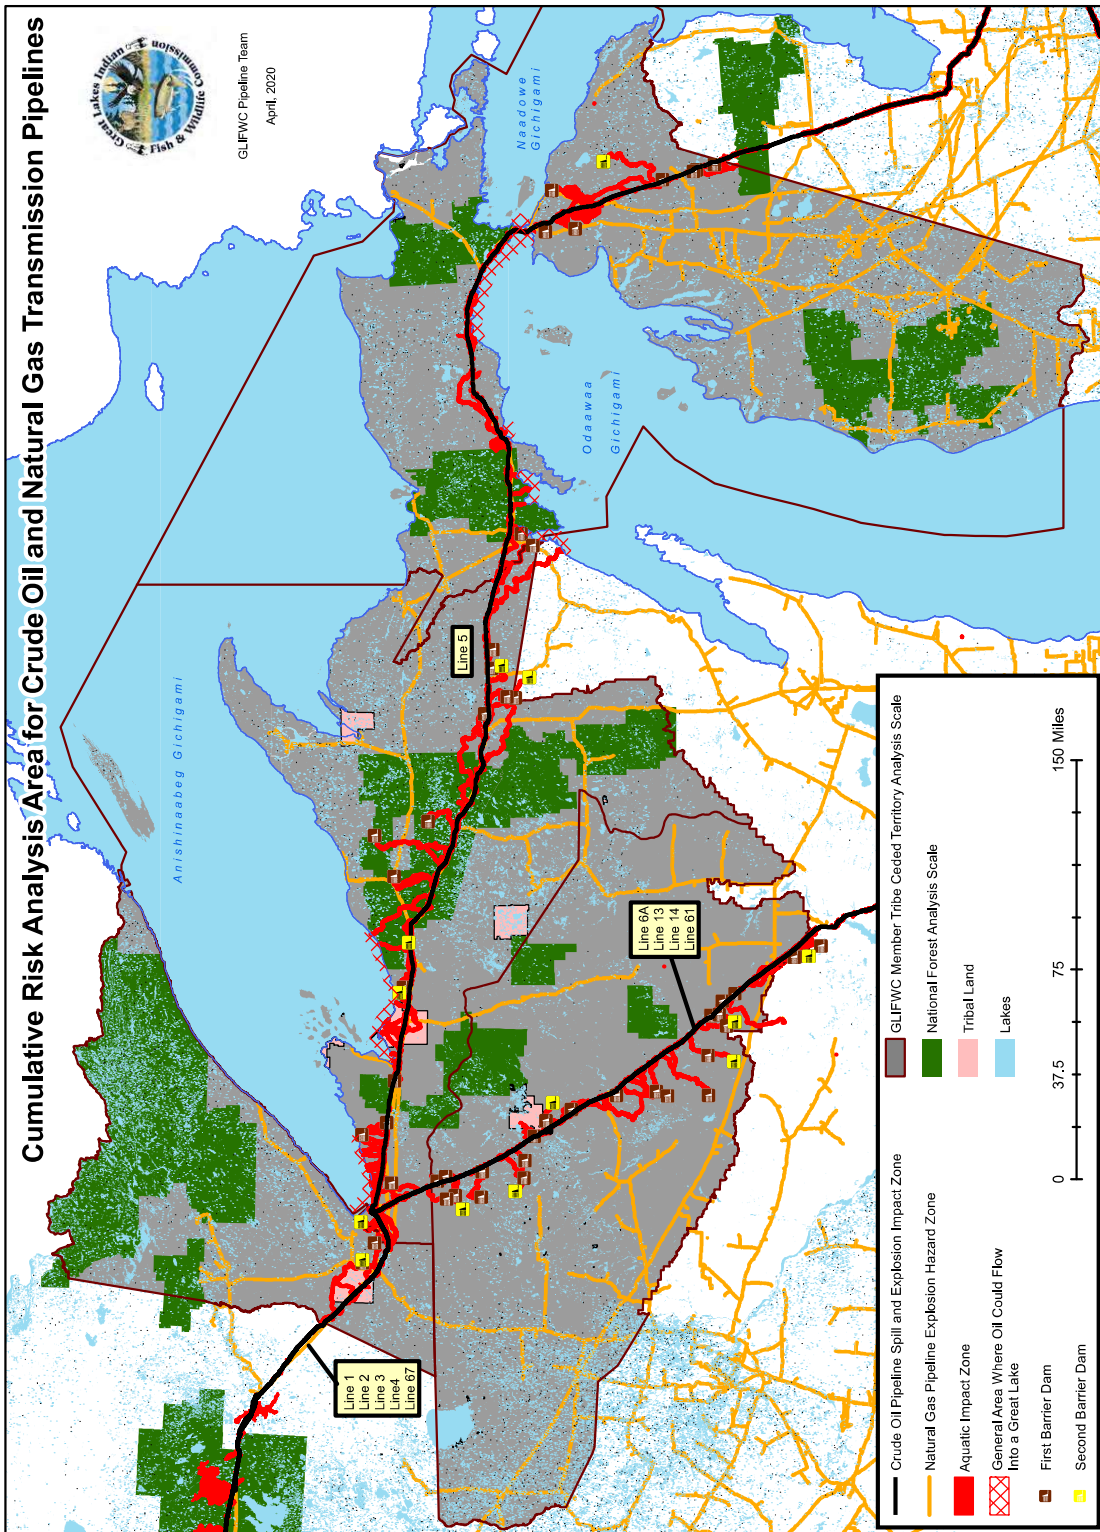 Cumulative Risk Analysis Area for Crude Oil and Natural Gas Transmission Pipelines
Great Lakes Indian
Fish & Wildlife Commission
GLIFWC Pipeline Team
April, 2020
Anishinaabeg Gichigami
Naadowe
Gichigami
Odaawaa
Gichigami
Line 5
Line 1
Line 2
Line 3
Line4
Line 67
Line 6A
Line 13
Line 14
Line 61
Crude Oil Pipeline Spill and Explosion Impact Zone
Natural Gas Pipeline Explosion Hazard Zone
Aquatic Impact Zone
General Area Where Oil Could Flow
Into a Great Lake
First Barrier Dam
Second Barrier Dam
GLIFWC Member Tribe Ceded Territory Analysis Scale
National Forest Analysis Scale
Tribal Land
Lakes
0 37.5 75 150 Miles